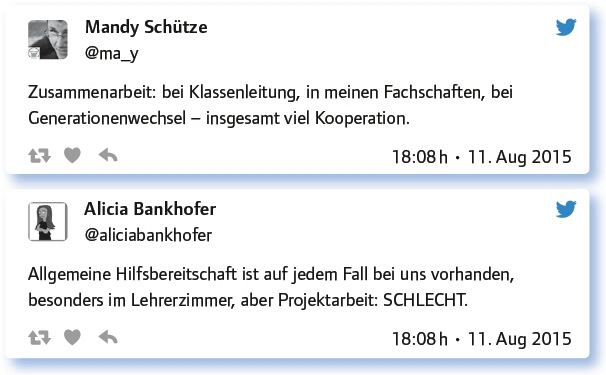 Mandy Schütze
@ma_y
Zusammenarbeit: bei Klassenleitung, in meinen Fachschaften, bei
Generationenwechsel – insgesamt viel Kooperation.
18:08 h • 11. Aug 2015
Alicia Bankhofer
@aliciabankhofer
Allgemeine Hilfsbereitschaft ist auf jedem Fall bei uns vorhanden,
besonders im Lehrerzimmer, aber Projektarbeit: SCHLECHT.
18:08 h • 11. Aug 2015